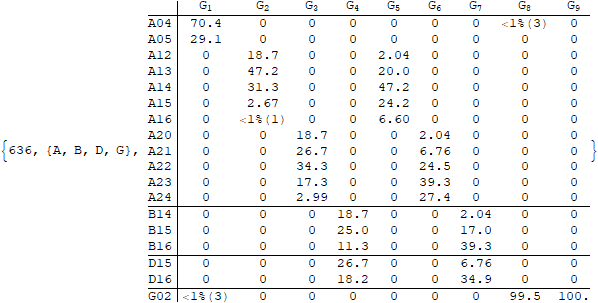 G1 G2 G3 G4 G5 G6 G7 G8 G9
A04 70.4 0 0 0 0 0 0 <1%(3) 0
A05 29.1 0 0 0 0 0 0 0 0
A12 0 18.7 0 0 2.04 0 0 0 0
A13 0 47.2 0 0 20.0 0 0 0 0
A14 0 31.3 0 0 47.2 0 0 0 0
A15 0 2.67 0 0 24.2 0 0 0 0
A16 0 <1%(1) 0 0 6.60 0 0 0 0
A20 0 0 18.7 0 0 2.04 0 0 0
{636, {A, B, D, G}, A21 0 0 26.7 0 0 6.76 0 0 0 }
A22 0 0 34.3 0 0 24.5 0 0 0
A23 0 0 17.3 0 0 39.3 0 0 0
A24 0 0 2.99 0 0 27.4 0 0 0
B14 0 0 0 18.7 0 0 2.04 0 0
B15 0 0 0 25.0 0 0 17.0 0 0
B16 0 0 0 11.3 0 0 39.3 0 0
D15 0 0 0 26.7 0 0 6.76 0 0
D16 0 0 0 18.2 0 0 34.9 0 0
G02 <1%(3) 0 0 0 0 0 0 99.5 100.